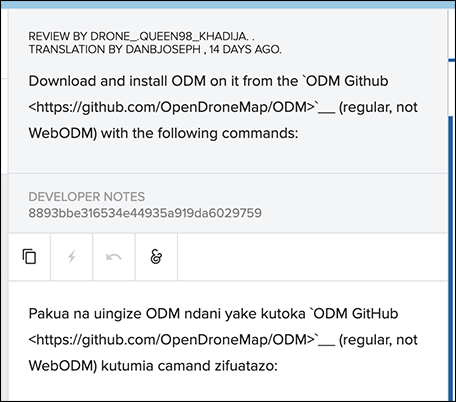 REVIEW BY DRONE_.QUEEN98_KHADIJA. .
TRANSLATION BY DANBJOSEPH , 14 DAYS AGO.
Download and install ODM on it from the `ODM Github
<https://github.com/OpenDroneMap/ODM>`__ (regular, not
WebODM) with the following commands:
DEVELOPER NOTES
8893bbe316534e44935a919da6029759
Pakua na uingize ODM ndani yake kutoka `ODM GitHub
<https://github.com/OpenDroneMap/ODM>`__ (regular, not
WebODM) kutumia camand zifuatazo: